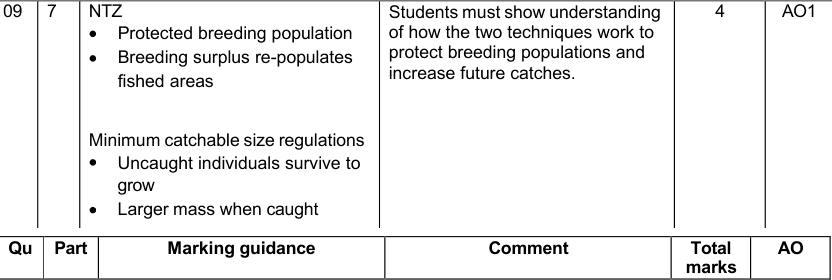 09 7 NTZ Students must show understanding 4 AO1
• Protected breeding population of how the two techniques work to
• Breeding surplus re-populates protect breeding populations and
fished areas increase future catches.
Minimum catchable size regulations
• Uncaught individuals survive to
grow
• Larger mass when caught
Qu Part Marking guidance Comment Total marks AO